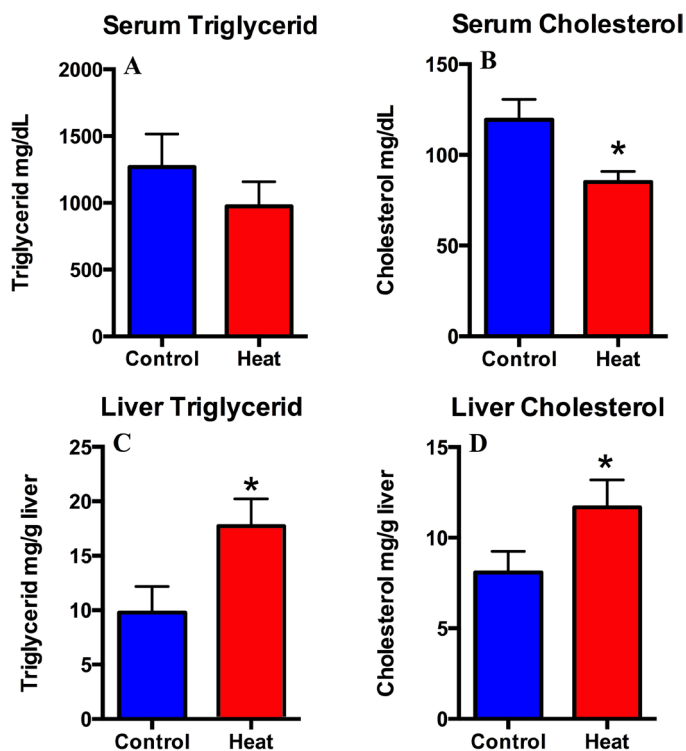 Serum Triglycerid
A
Triglycerid mg/dL
2000
1500
1000
500
0
Control Heat
Serum Cholesterol
B
Cholesterol mg/dL
150
100
50
0
*
Control Heat
Liver Triglycerid
C
Triglycerid mg/g liver
25
20
15
10
5
0
*
Control Heat
Liver Cholesterol
D
Cholesterol mg/g liver
15
10
5
0
*
Control Heat